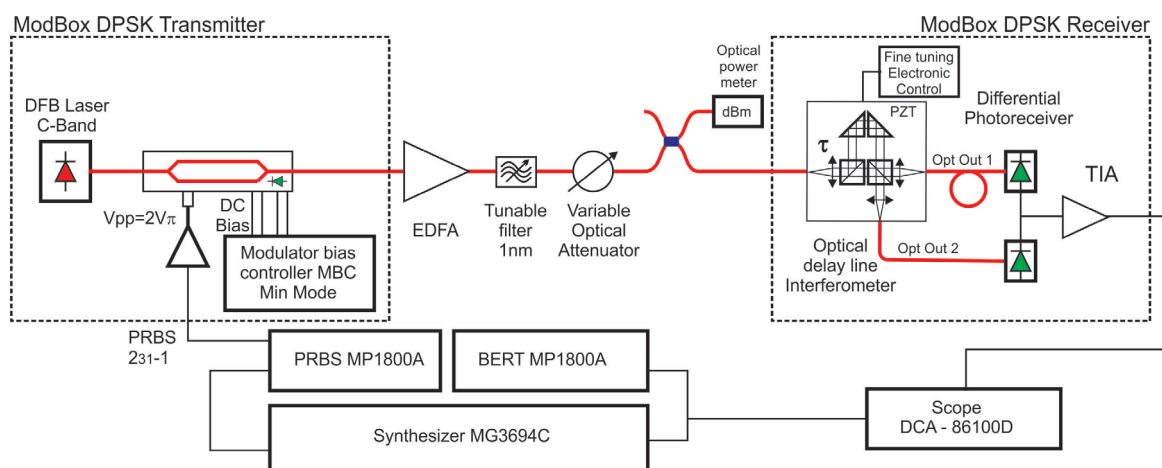 ModBox DPSK Transmitter
ModBox DPSK Receiver
DFB Laser
C-Band
Vpp=2Vπ
DC
Bias
Modulator bias
controller MBC
Min Mode
EDFA
Tunable
filter
1nm
Variable
Optical
Attenuator
Optical
power
meter
dBm
Fine tuning
Electronic
Control
PZT
τ
Optical
delay line
Interferometer
Opt Out 1
Opt Out 2
Differential
Photoreceiver
TIA
PRBS
231-1
PRBS MP1800A
BERT MP1800A
Synthesizer MG3694C
Scope
DCA - 86100D